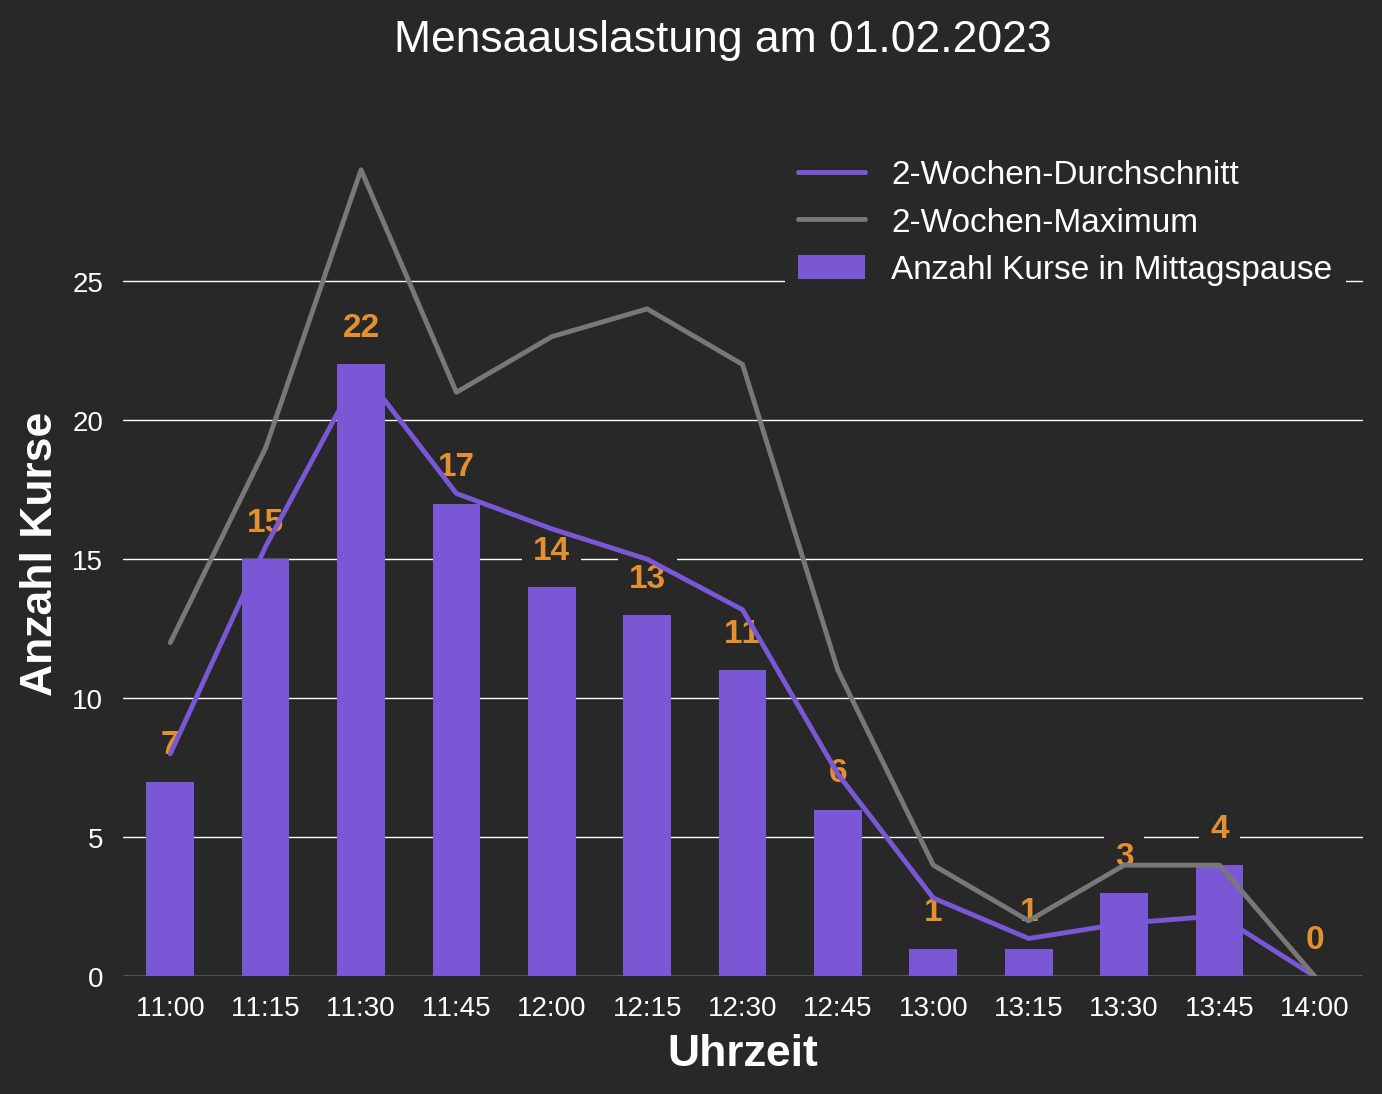 Mensaauslastung am 01.02.2023
2-Wochen-Durchschnitt
2-Wochen-Maximum
Anzahl Kurse in Mittagspause
Anzahl Kurse
25
20
15
10
5
0
7
15
22
17
14
13
11
6
1
1
3
4
0
11:00 11:15 11:30 11:45 12:00 12:15 12:30 12:45 13:00 13:15 13:30 13:45 14:00
Uhrzeit